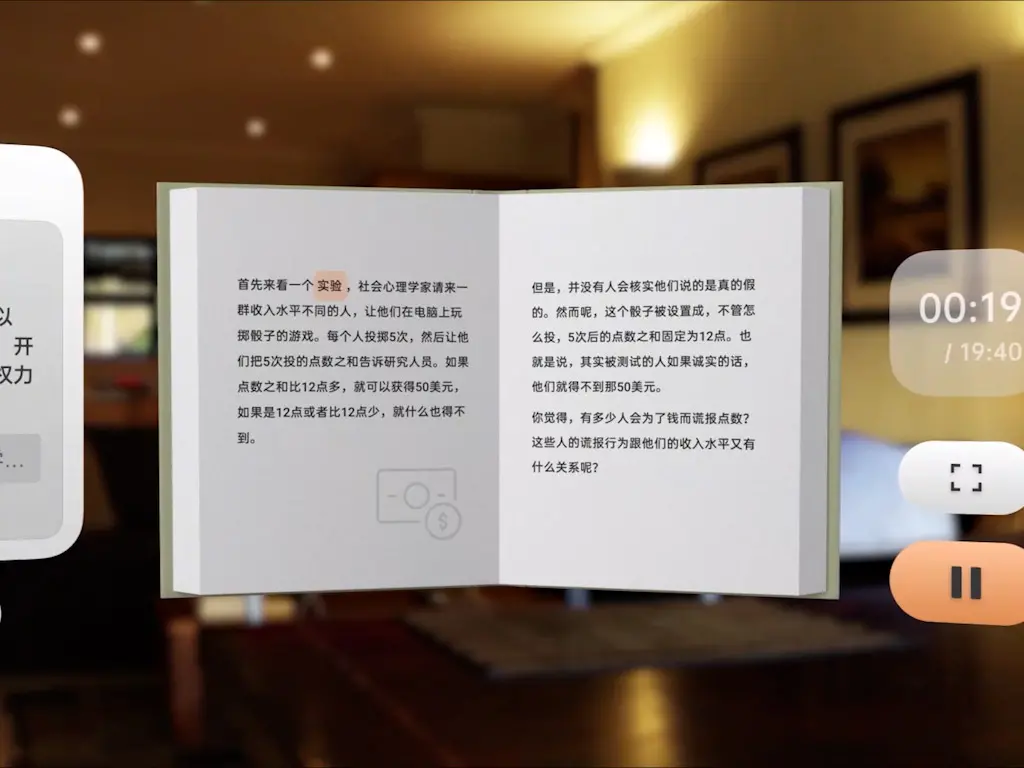 以
开
权力
首先来看一个实验，社会心理学家请来一
群收入水平不同的人，让他们在电脑上玩
掷骰子的游戏。每个人投掷5次，然后让他
们把5次投的点数之和告诉研究人员。如果
点数之和比12点多，就可以获得50美元，
如果是12点或者比12点少，就什么也得不
到。
$
但是，并没有人会核实他们说的是真的假
的。然而呢，这个骰子被设置成，不管怎
么投，5次后的点数之和固定为12点。也
就是说，其实被测试的人如果诚实的话，
他们就得不到那50美元。
你觉得，有多少人会为了钱而谎报点数？
这些人的谎报行为跟他们的收入水平又有
什么关系呢？
00:19
/ 19:40